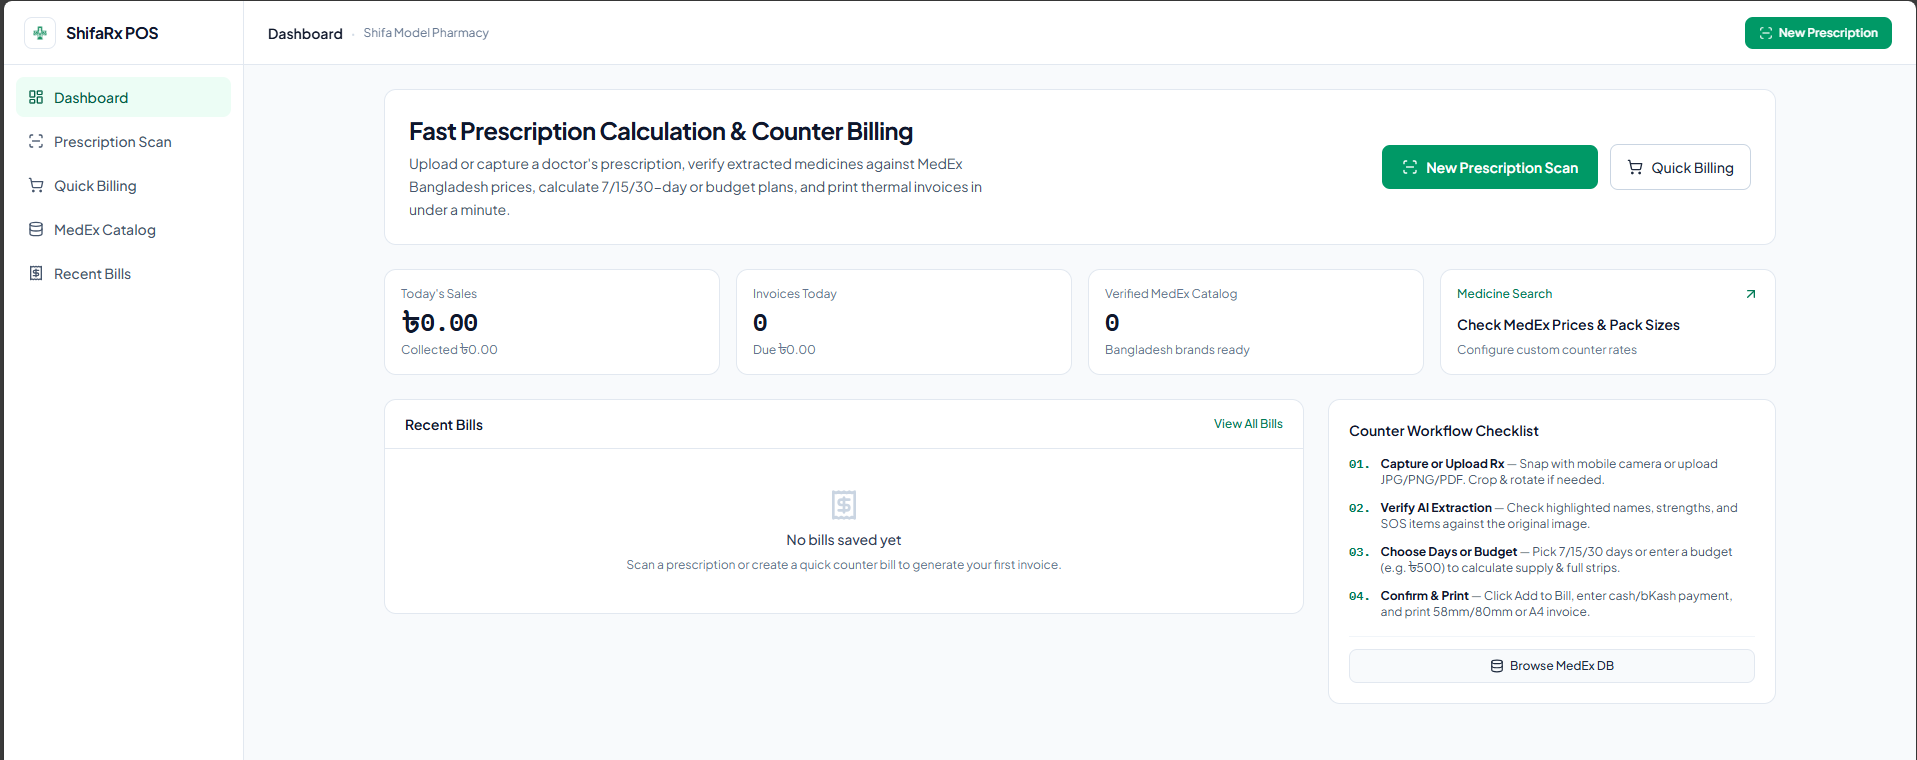 ShifaRx POS
Dashboard · Shifa Model Pharmacy
New Prescription
Dashboard
Prescription Scan
Quick Billing
MedEx Catalog
Recent Bills
Fast Prescription Calculation & Counter Billing
Upload or capture a doctor's prescription, verify extracted medicines against MedEx
Bangladesh prices, calculate 7/15/30-day or budget plans, and print thermal invoices in
under a minute.
New Prescription Scan
Quick Billing
Today's Sales
৳0.00
Collected ৳0.00
Invoices Today
0
Due ৳0.00
Verified MedEx Catalog
0
Bangladesh brands ready
Medicine Search
Check MedEx Prices & Pack Sizes
Configure custom counter rates
Recent Bills
View All Bills
No bills saved yet
Scan a prescription or create a quick counter bill to generate your first invoice.
Counter Workflow Checklist
01. Capture or Upload Rx — Snap with mobile camera or upload
JPG/PNG/PDF. Crop & rotate if needed.
02. Verify AI Extraction — Check highlighted names, strengths, and
SOS items against the original image.
03. Choose Days or Budget — Pick 7/15/30 days or enter a budget
(e.g. ৳500) to calculate supply & full strips.
04. Confirm & Print — Click Add to Bill, enter cash/bKash payment,
and print 58mm/80mm or A4 invoice.
Browse MedEx DB